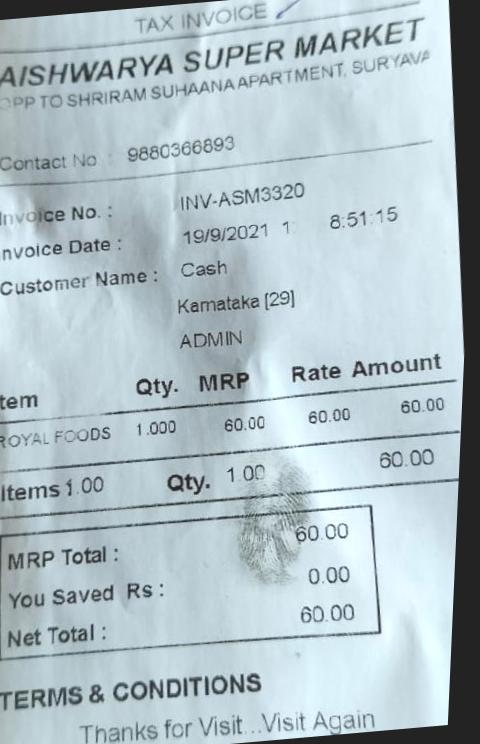 TAX INVOICE
AISHWARYA SUPER MARKET
OPP TO SHRIRAM SUHAANA APARTMENT, SURYAVA
Contact No : 9880366893
Invoice No. : INV-ASM3320
Invoice Date : 19/9/2021 1 8:51:15
Customer Name : Cash
Karnataka [29]
ADMIN
tem Qty. MRP Rate Amount
ROYAL FOODS 1.000 60.00 60.00 60.00
Items 1.00 Qty. 1.00 60.00
MRP Total : 60.00
You Saved Rs : 0.00
Net Total : 60.00
TERMS & CONDITIONS
Thanks for Visit...Visit Again